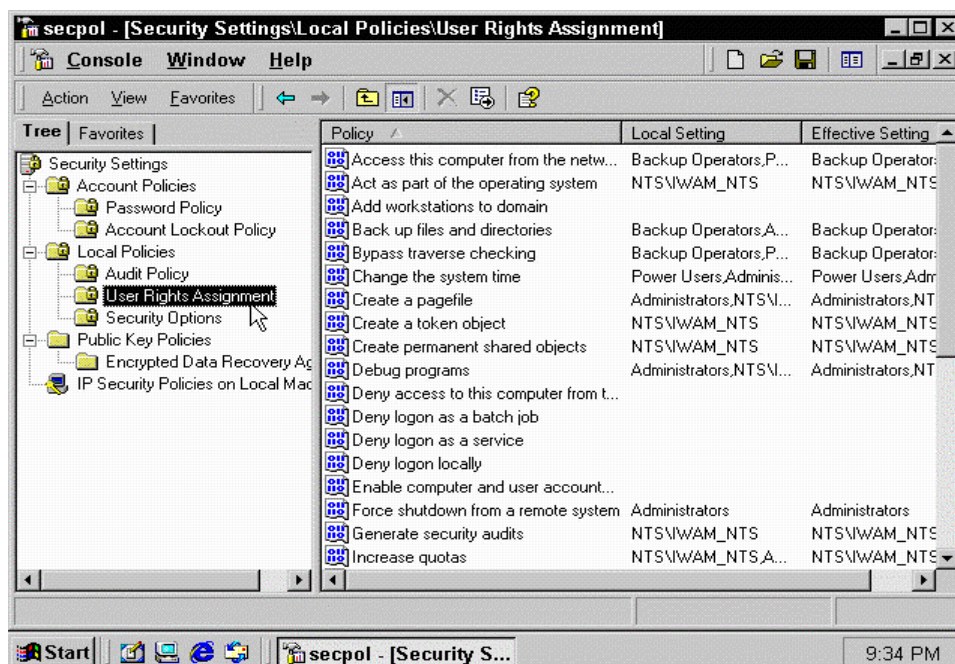 secpol - [Security Settings\Local Policies\User Rights Assignment]
Console Window Help
Action View Favorites
Tree Favorites
Policy Local Setting Effective Setting
Security Settings
Account Policies
Password Policy
Account Lockout Policy
Local Policies
Audit Policy
User Rights Assignment
Security Options
Public Key Policies
Encrypted Data Recovery Ag
IP Security Policies on Local Mac
Access this computer from the netw... Backup Operators,P... Backup Operator
Act as part of the operating system NTS\IWAM_NTS NTS\IWAM_NTS
Add workstations to domain
Back up files and directories Backup Operators,A... Backup Operator
Bypass traverse checking Backup Operators,P... Backup Operator
Change the system time Power Users,Adminis... Power Users,Adm
Create a pagefile Administrators,NTS\I... Administrators,NT
Create a token object NTS\IWAM_NTS NTS\IWAM_NTS
Create permanent shared objects NTS\IWAM_NTS NTS\IWAM_NTS
Debug programs Administrators,NTS\I... Administrators,NT
Deny access to this computer from t...
Deny logon as a batch job
Deny logon as a service
Deny logon locally
Enable computer and user account...
Force shutdown from a remote system Administrators Administrators
Generate security audits NTS\IWAM_NTS NTS\IWAM_NTS
Increase quotas NTS\IWAM_NTS,A... NTS\IWAM_NTS
Start secpol - [Security S... 9:34 PM